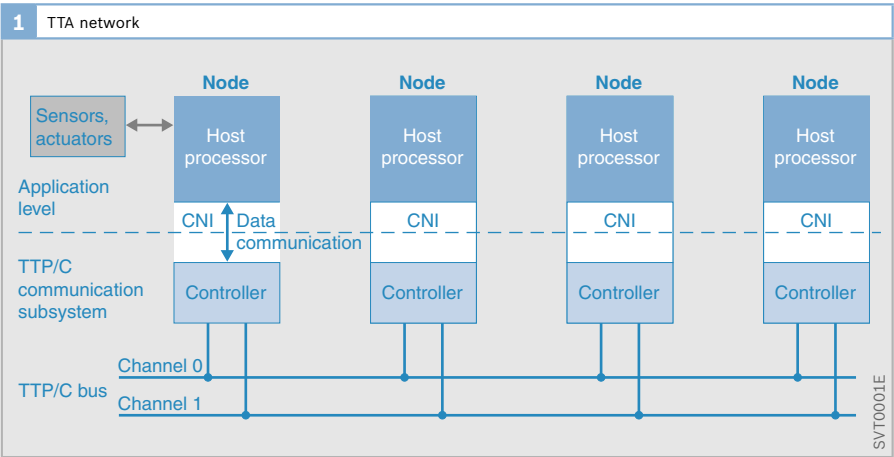 1 TTA network
Node Node Node Node
Sensors,
actuators
Host
processor
Host
processor
Host
processor
Host
processor
Application
level
CNI Data
communication
CNI
CNI
CNI
TTP/C
communication
subsystem
Controller Controller Controller Controller
Channel 0
TTP/C bus
Channel 1
SVT0001E